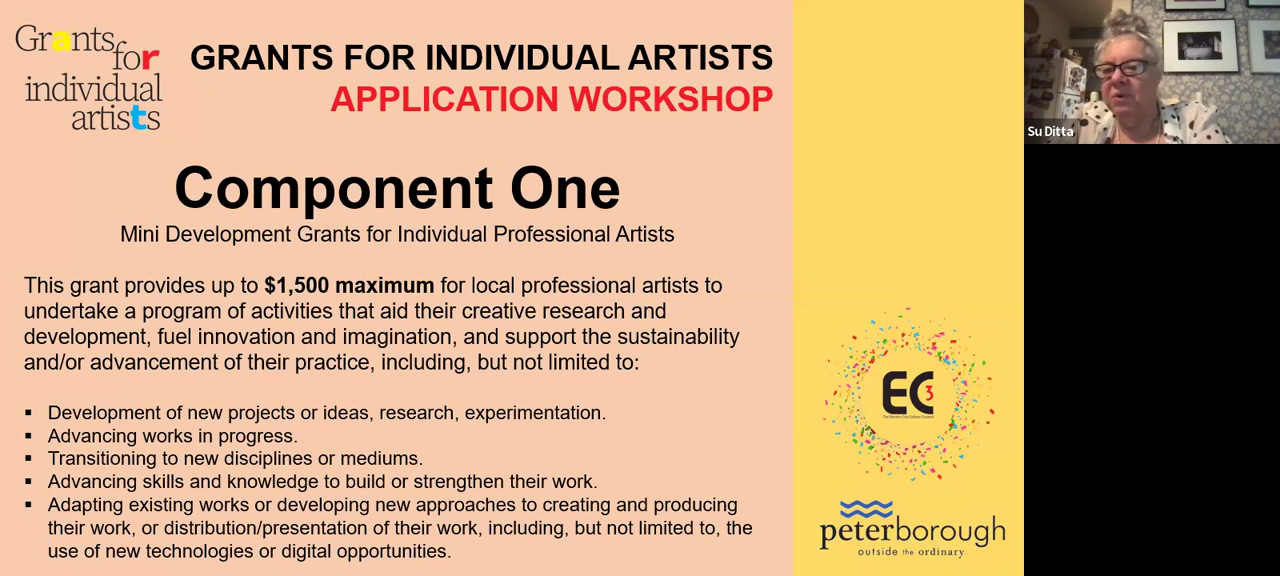 Grants
for
individual
artists
GRANTS FOR INDIVIDUAL ARTISTS
APPLICATION WORKSHOP
Component One
Mini Development Grants for Individual Professional Artists
This grant provides up to $1,500 maximum for local professional artists to
undertake a program of activities that aid their creative research and
development, fuel innovation and imagination, and support the sustainability
and/or advancement of their practice, including, but not limited to:
▪ Development of new projects or ideas, research, experimentation.
▪ Advancing works in progress.
▪ Transitioning to new disciplines or mediums.
▪ Advancing skills and knowledge to build or strengthen their work.
▪ Adapting existing works or developing new approaches to creating and producing
their work, or distribution/presentation of their work, including, but not limited to, the
use of new technologies or digital opportunities.
EC3
The Electric City Culture Council
peterborough
outside the ordinary
Su Ditta